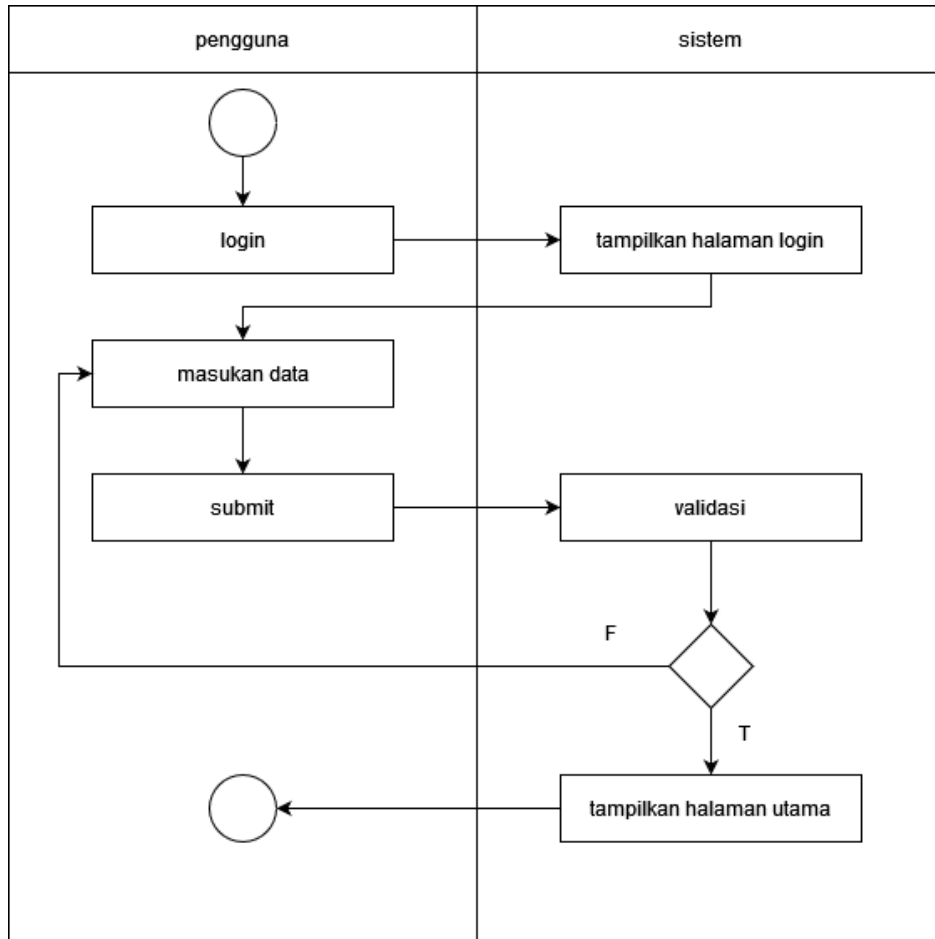 pengguna
sistem
login
tampilkan halaman login
masukan data
submit
validasi
F
T
tampilkan halaman utama